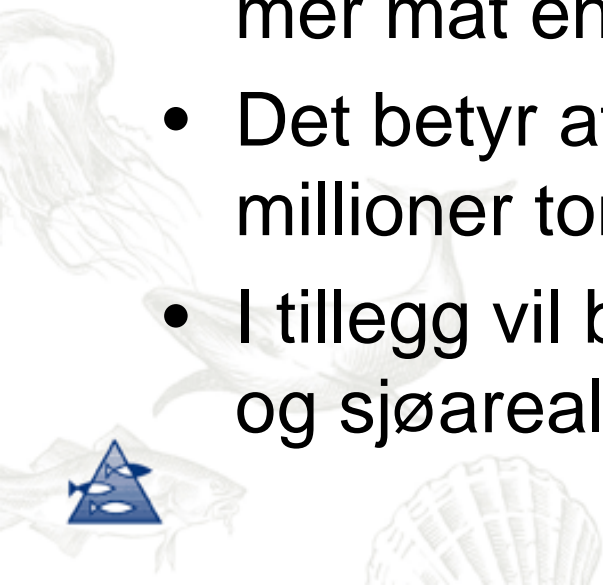 mer mat en
• Det betyr at
millioner to
• I tillegg vil b
og sjøareal